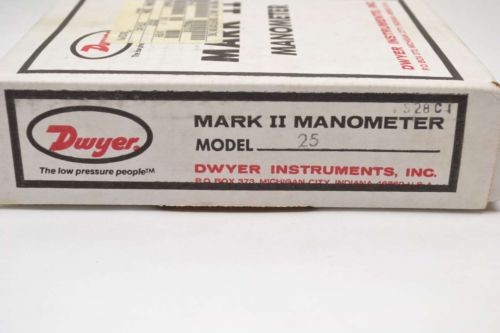 Dwyer
MARK II
MANOMETER
DWYER INSTRUMENTS, INC.
Dwyer
The low pressure people™
MARK II MANOMETER
MODEL 25
DWYER INSTRUMENTS, INC.
P.O. BOX 373, MICHIGAN CITY, INDIANA 46360 U.S.A.